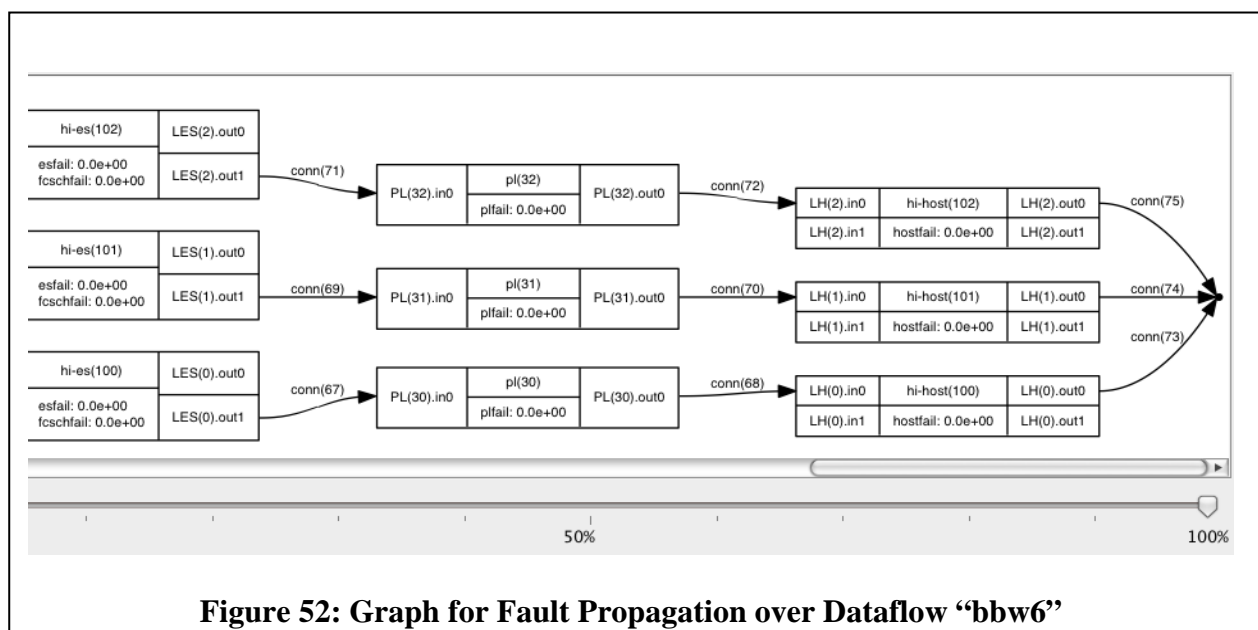 hi-es(102)
LES(2).out0
esfail: 0.0e+00
fcschfail: 0.0e+00
LES(2).out1
conn(71)
PL(32).in0
pl(32)
plfail: 0.0e+00
PL(32).out0
conn(72)
LH(2).in0
hi-host(102)
LH(2).out0
LH(2).in1
hostfail: 0.0e+00
LH(2).out1
conn(75)
hi-es(101)
LES(1).out0
esfail: 0.0e+00
fcschfail: 0.0e+00
LES(1).out1
conn(69)
PL(31).in0
pl(31)
plfail: 0.0e+00
PL(31).out0
conn(70)
LH(1).in0
hi-host(101)
LH(1).out0
LH(1).in1
hostfail: 0.0e+00
LH(1).out1
conn(74)
conn(73)
hi-es(100)
LES(0).out0
esfail: 0.0e+00
fcschfail: 0.0e+00
LES(0).out1
conn(67)
PL(30).in0
pl(30)
plfail: 0.0e+00
PL(30).out0
conn(68)
LH(0).in0
hi-host(100)
LH(0).out0
LH(0).in1
hostfail: 0.0e+00
LH(0).out1
50%
100%
Figure 52: Graph for Fault Propagation over Dataflow “bbw6”